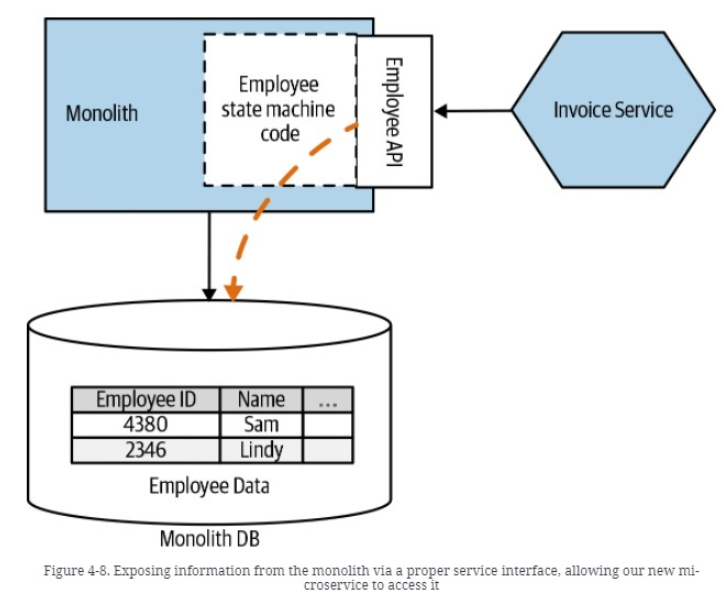 Monolith
Employee
state machine
code
Employee API
Invoice Service
Employee ID Name ...
4380 Sam
2346 Lindy
Employee Data
Monolith DB
Figure 4-8. Exposing information from the monolith via a proper service interface, allowing our new mi-
croservice to access it